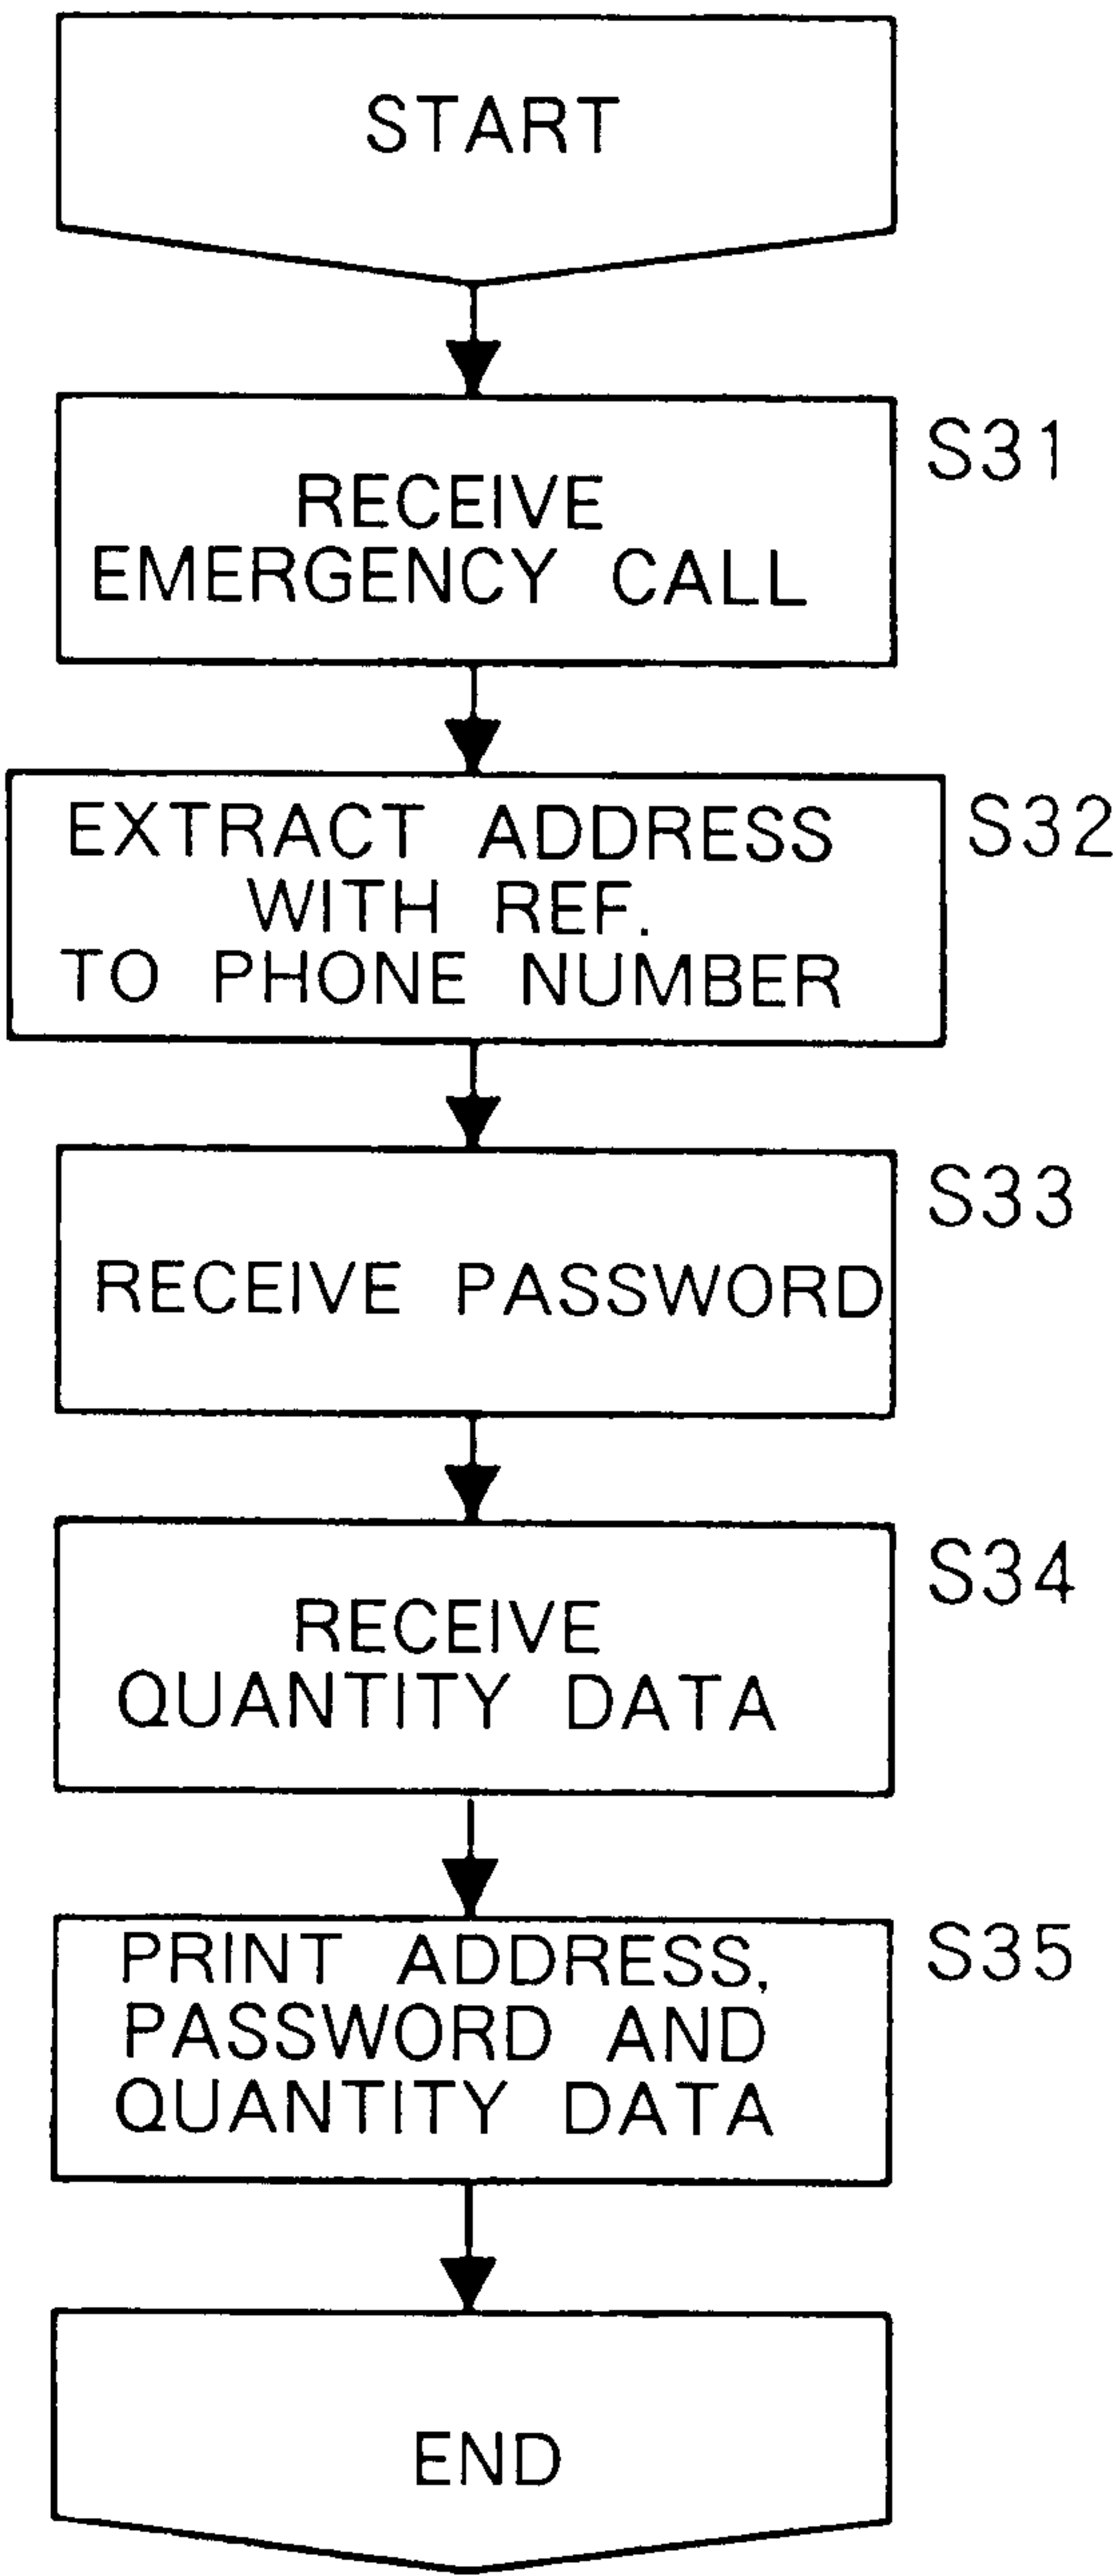 START
S31
RECEIVE
EMERGENCY CALL
S32
EXTRACT ADDRESS
WITH REF.
TO PHONE NUMBER
S33
RECEIVE PASSWORD
S34
RECEIVE
QUANTITY DATA
S35
PRINT ADDRESS,
PASSWORD AND
QUANTITY DATA
END